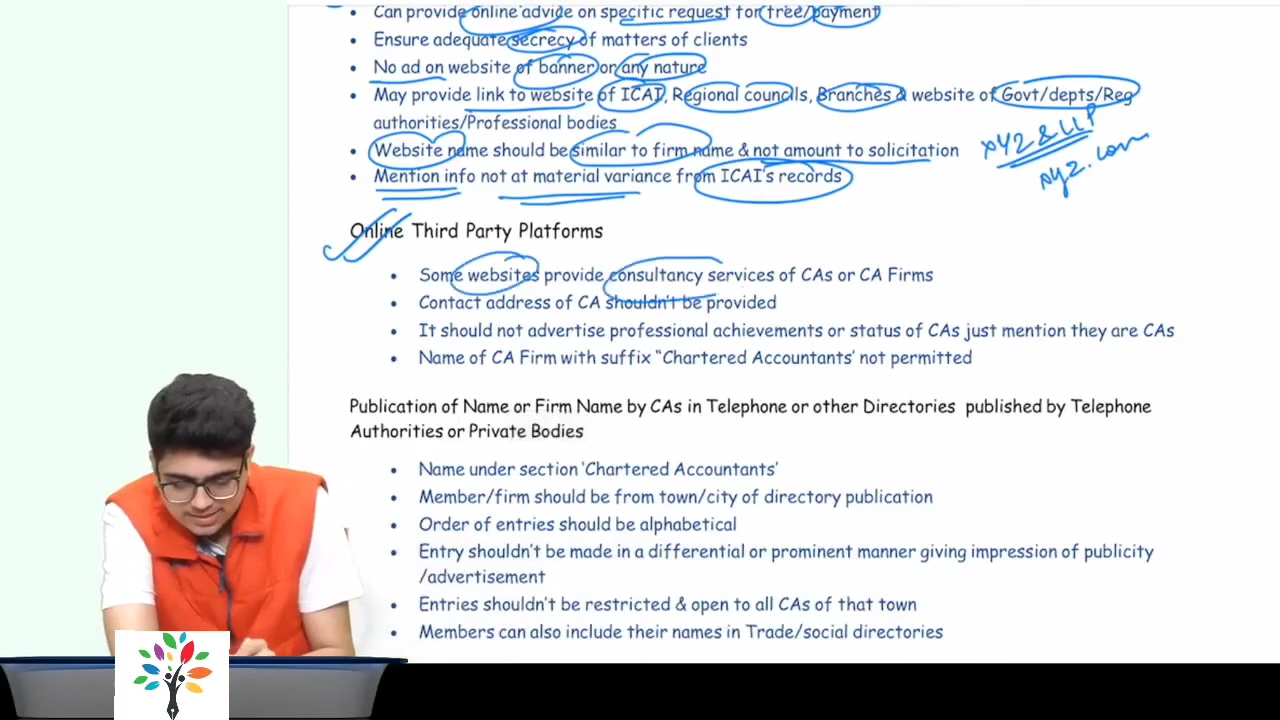 Can provide online advice on specific request for free/payment
Ensure adequate secrecy of matters of clients
No ad on website of banner or any nature
May provide link to website of ICAI, Regional councils, Branches & website of Govt/depts/Reg
authorities/Professional bodies
Website name should be similar to firm name & not amount to solicitation
xyz & LLP
xyz.com
Mention info not at material variance from ICAI's records
Online Third Party Platforms
Some websites provide consultancy services of CAs or CA Firms
Contact address of CA shouldn't be provided
It should not advertise professional achievements or status of CAs just mention they are CAs
Name of CA Firm with suffix "Chartered Accountants' not permitted
Publication of Name or Firm Name by CAs in Telephone or other Directories published by Telephone
Authorities or Private Bodies
Name under section 'Chartered Accountants'
Member/firm should be from town/city of directory publication
Order of entries should be alphabetical
Entry shouldn't be made in a differential or prominent manner giving impression of publicity
/advertisement
Entries shouldn't be restricted & open to all CAs of that town
Members can also include their names in Trade/social directories